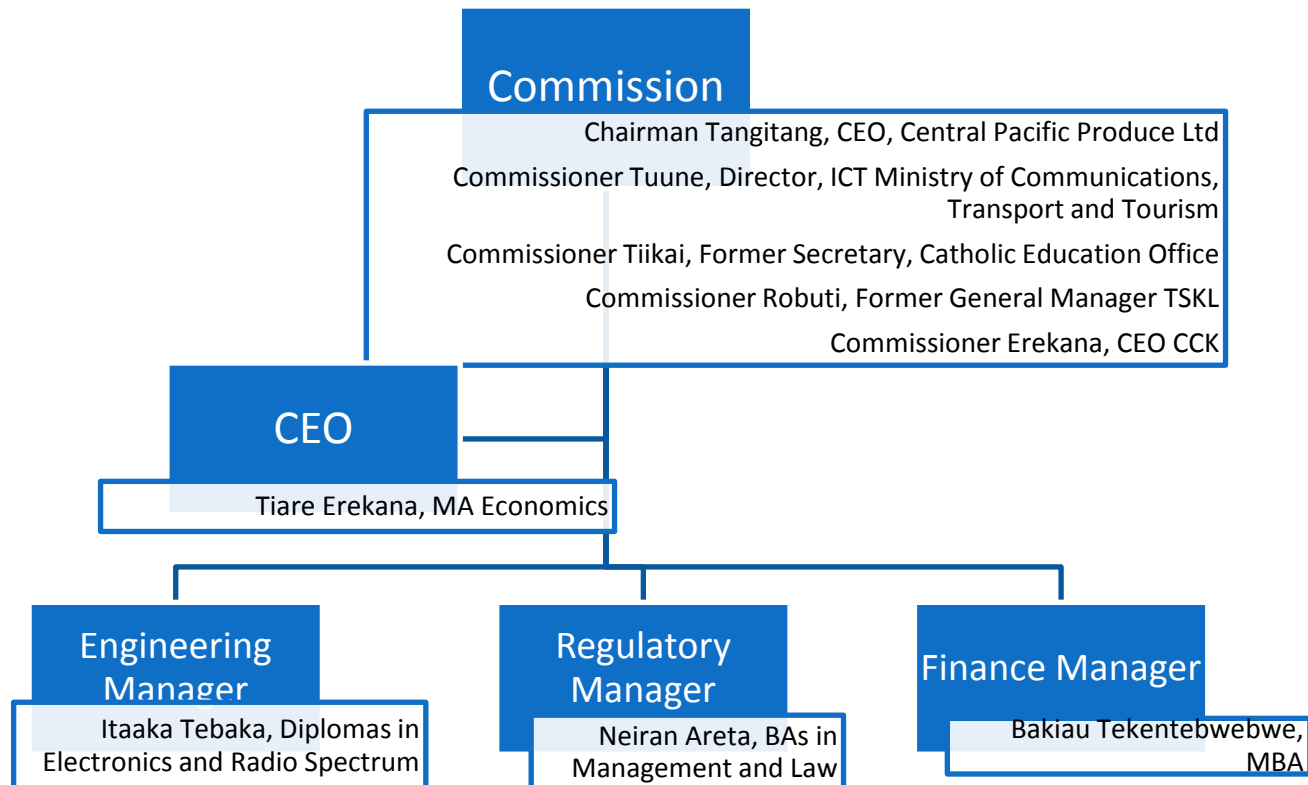 Commission
Chairman Tangitang, CEO, Central Pacific Produce Ltd
Commissioner Tuune, Director, ICT Ministry of Communications,
Transport and Tourism
Commissioner Tiikai, Former Secretary, Catholic Education Office
Commissioner Robuti, Former General Manager TSKL
Commissioner Erekana, CEO CCK
CEO
Tiare Erekana, MA Economics
Engineering
Manager
Itaaka Tebaka, Diplomas in
Electronics and Radio Spectrum
Regulatory
Manager
Neiran Areta, BAs in
Management and Law
Finance Manager
Bakiau Tekentebwebwe,
MBA